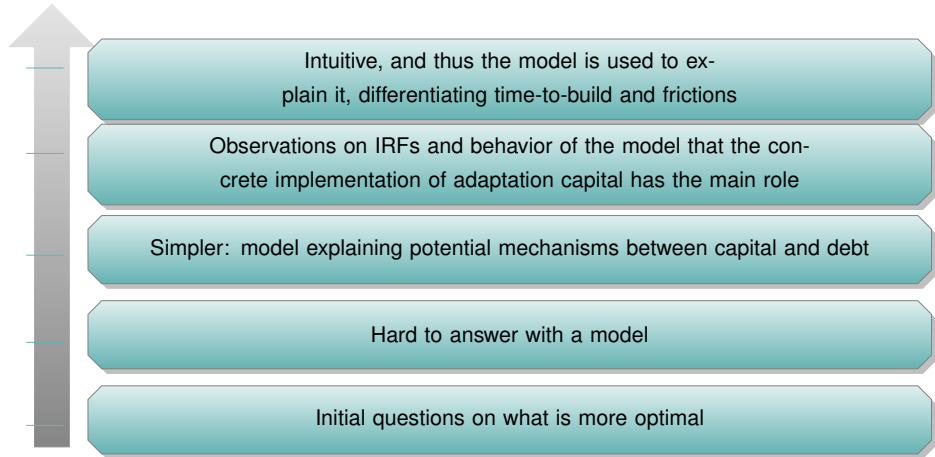 Intuitive, and thus the model is used to ex-
plain it, differentiating time-to-build and frictions
Observations on IRFs and behavior of the model that the con-
crete implementation of adaptation capital has the main role
Simpler: model explaining potential mechanisms between capital and debt
Hard to answer with a model
Initial questions on what is more optimal